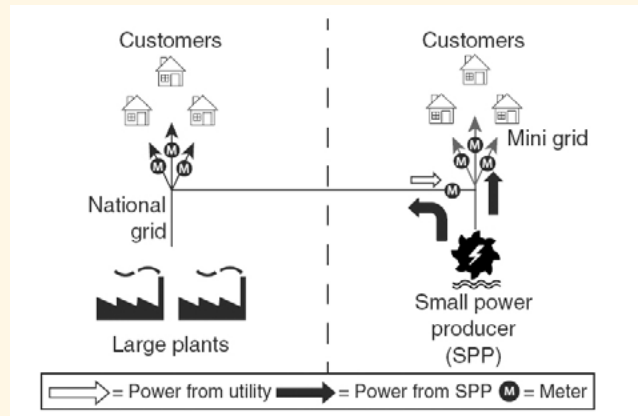 Customers
Customers
M
M
M
M
M
M
Mini grid
M
National
grid
Small power
producer
(SPP)
Large plants
= Power from utility = Power from SPP M = Meter